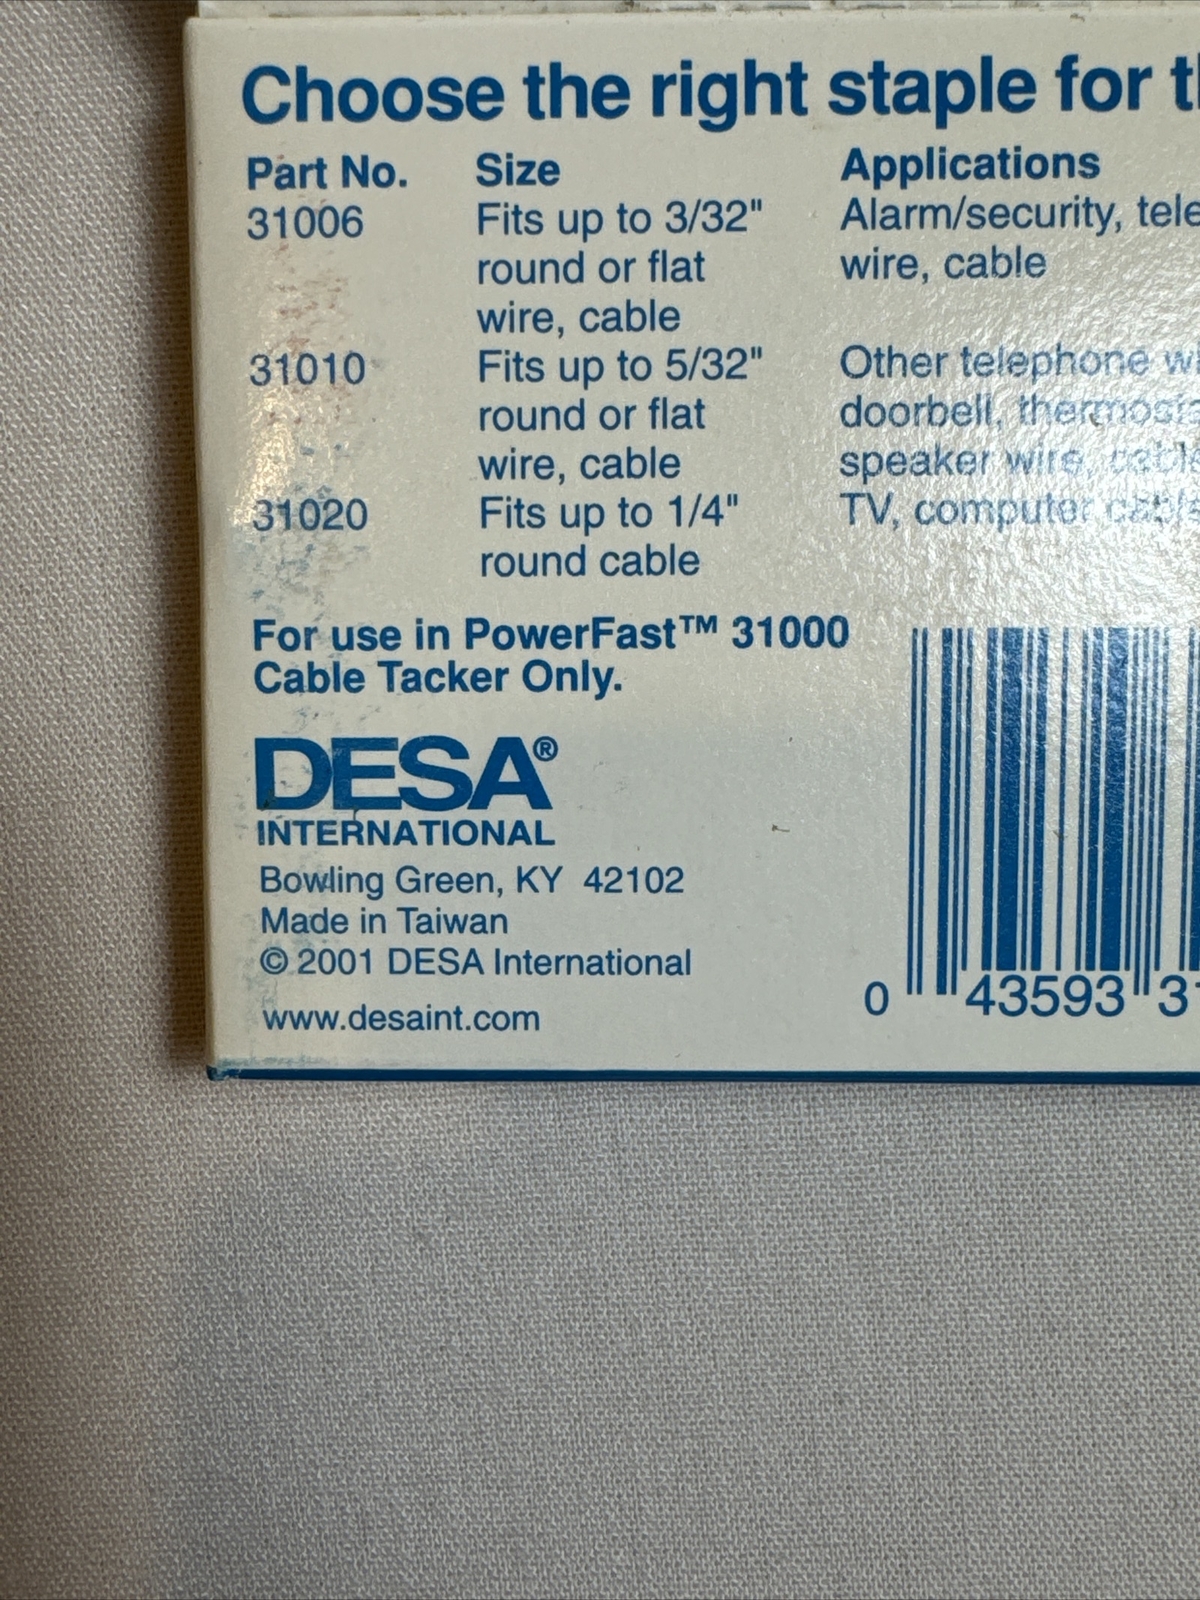 Choose the right staple for
Part No. Size Applications
31006 Fits up to 3/32" Alarm/security,
round or flat wire, cable
wire, cable
31010 Fits up to 5/32" Other telephone
round or flat doorbell,
wire, cable speaker wire,
31020 Fits up to 1/4" TV, computer
round cable
For use in PowerFast™ 31000
Cable Tacker Only.
DESA®
INTERNATIONAL
Bowling Green, KY 42102
Made in Taiwan
© 2001 DESA International
www.desaint.com
0 43593